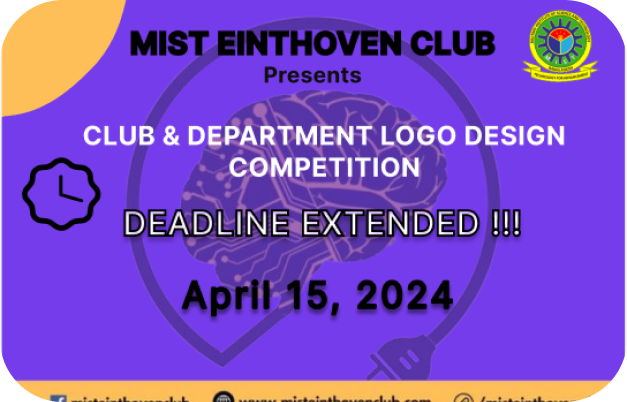 MIST EINTHOVEN CLUB
Presents
CLUB & DEPARTMENT LOGO DESIGN
COMPETITION
DEADLINE EXTENDED !!!
April 15, 2024